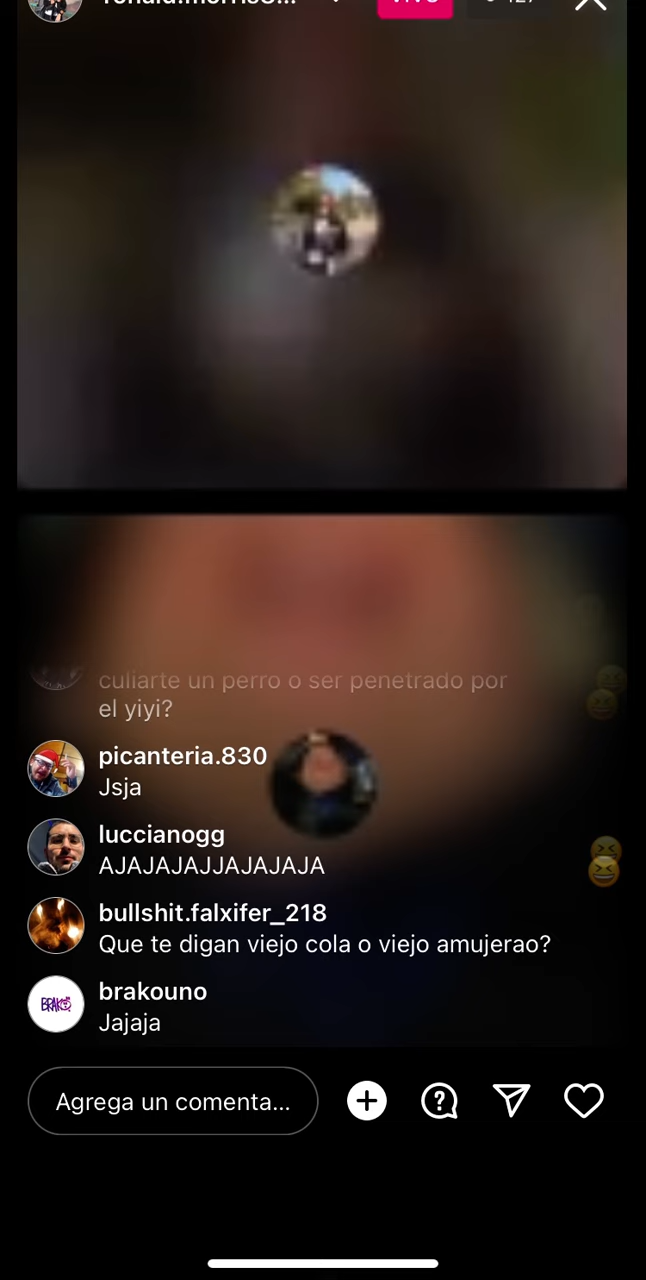 culiarte un perro o ser penetrado por
el yiyi?
picanteria.830
Jsja
luccianogg
AJAJAJAJJAJAJAJA
bullshit.falxifer_218
Que te digan viejo cola o viejo amujerao?
BRAKO
brakouno
Jajaja
Agrega un comenta...